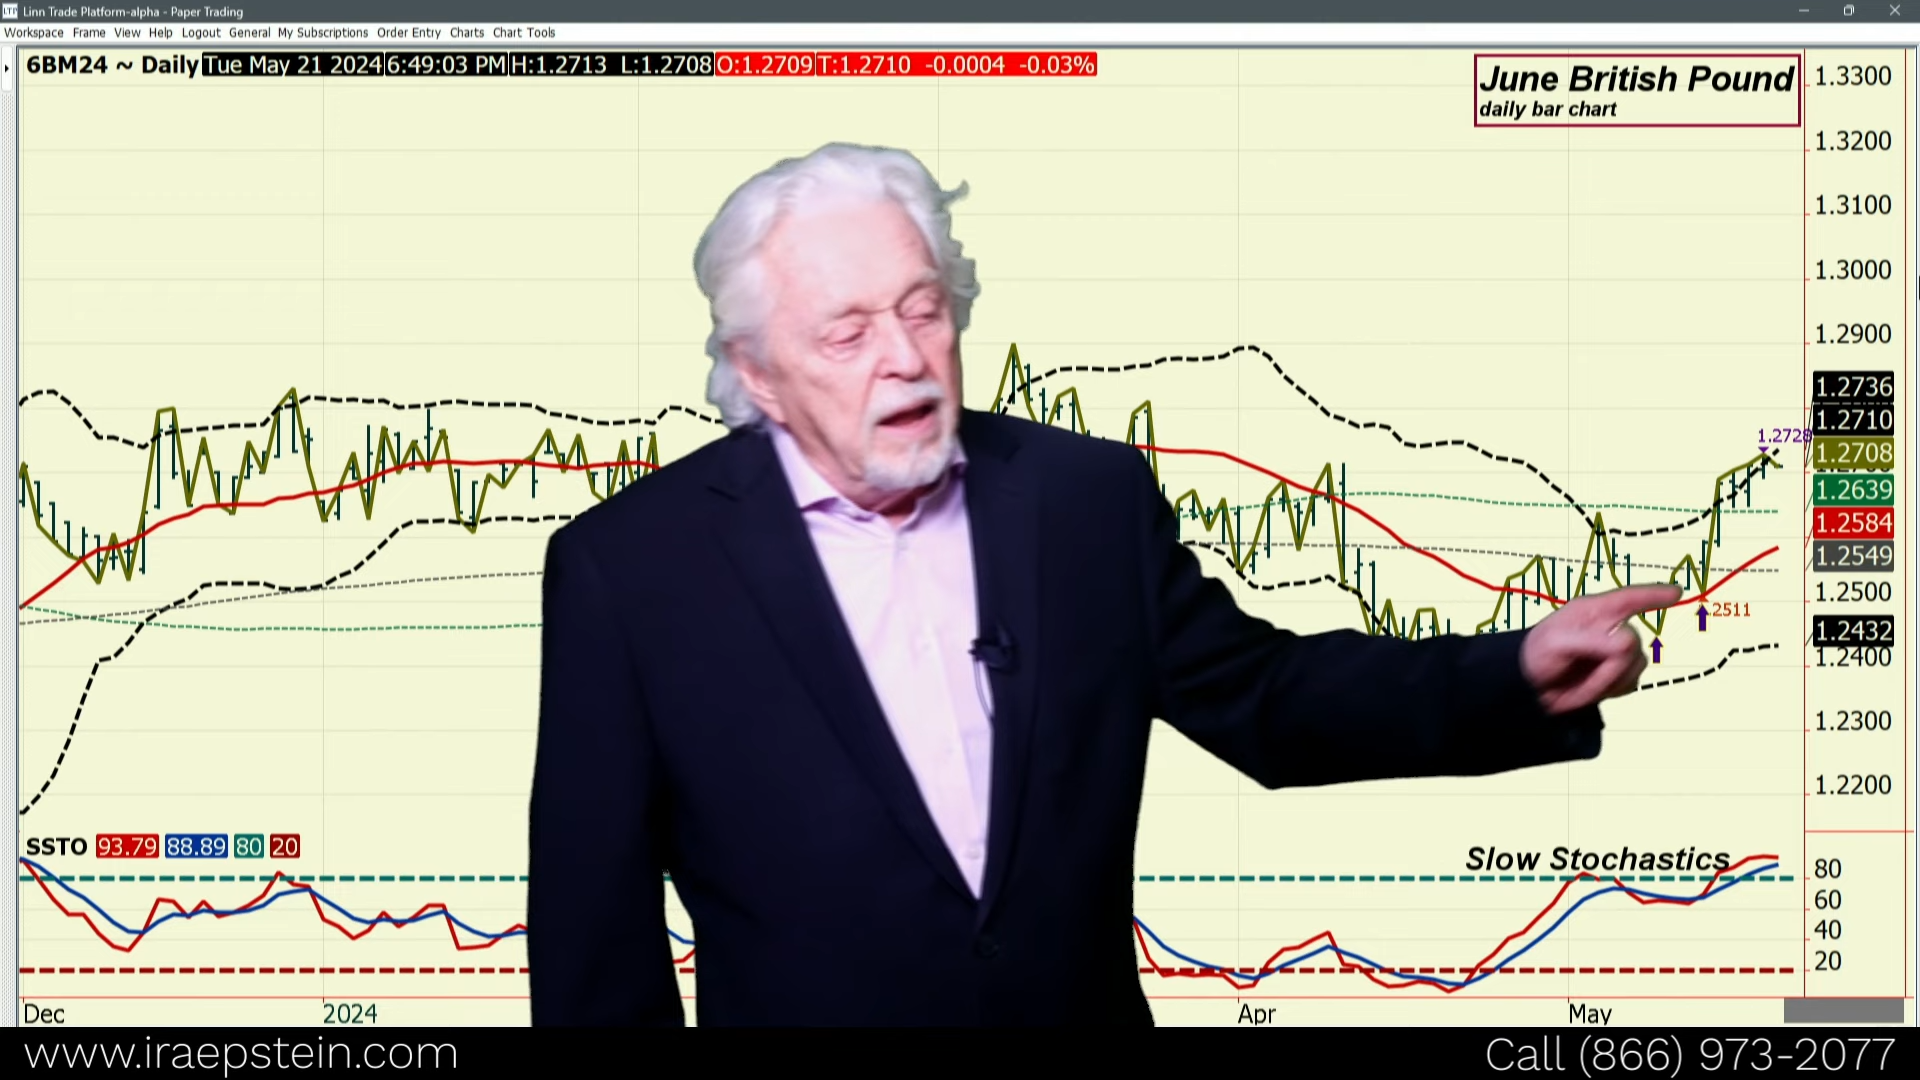 LTP Linn Trade Platform-alpha - Paper Trading
Workspace Frame View Help Logout General My Subscriptions Order Entry Charts Chart Tools
6BM24 ~ Daily Tue May 21 2024 6:49:03 PM H:1.2713 L:1.2708 O:1.2709 T:1.2710 -0.0004 -0.03%
June British Pound
daily bar chart
1.3300
1.3200
1.3100
1.3000
1.2900
1.2736
1.2710
1.2728
1.2708
1.2639
1.2584
1.2549
1.2500
.2511
1.2432
1.2400
1.2300
1.2200
SSTO 93.79 88.89 80 20
Slow Stochastics
80
60
40
20
Dec 2024 Apr May
www.iraepstein.com Call (866) 973-2077